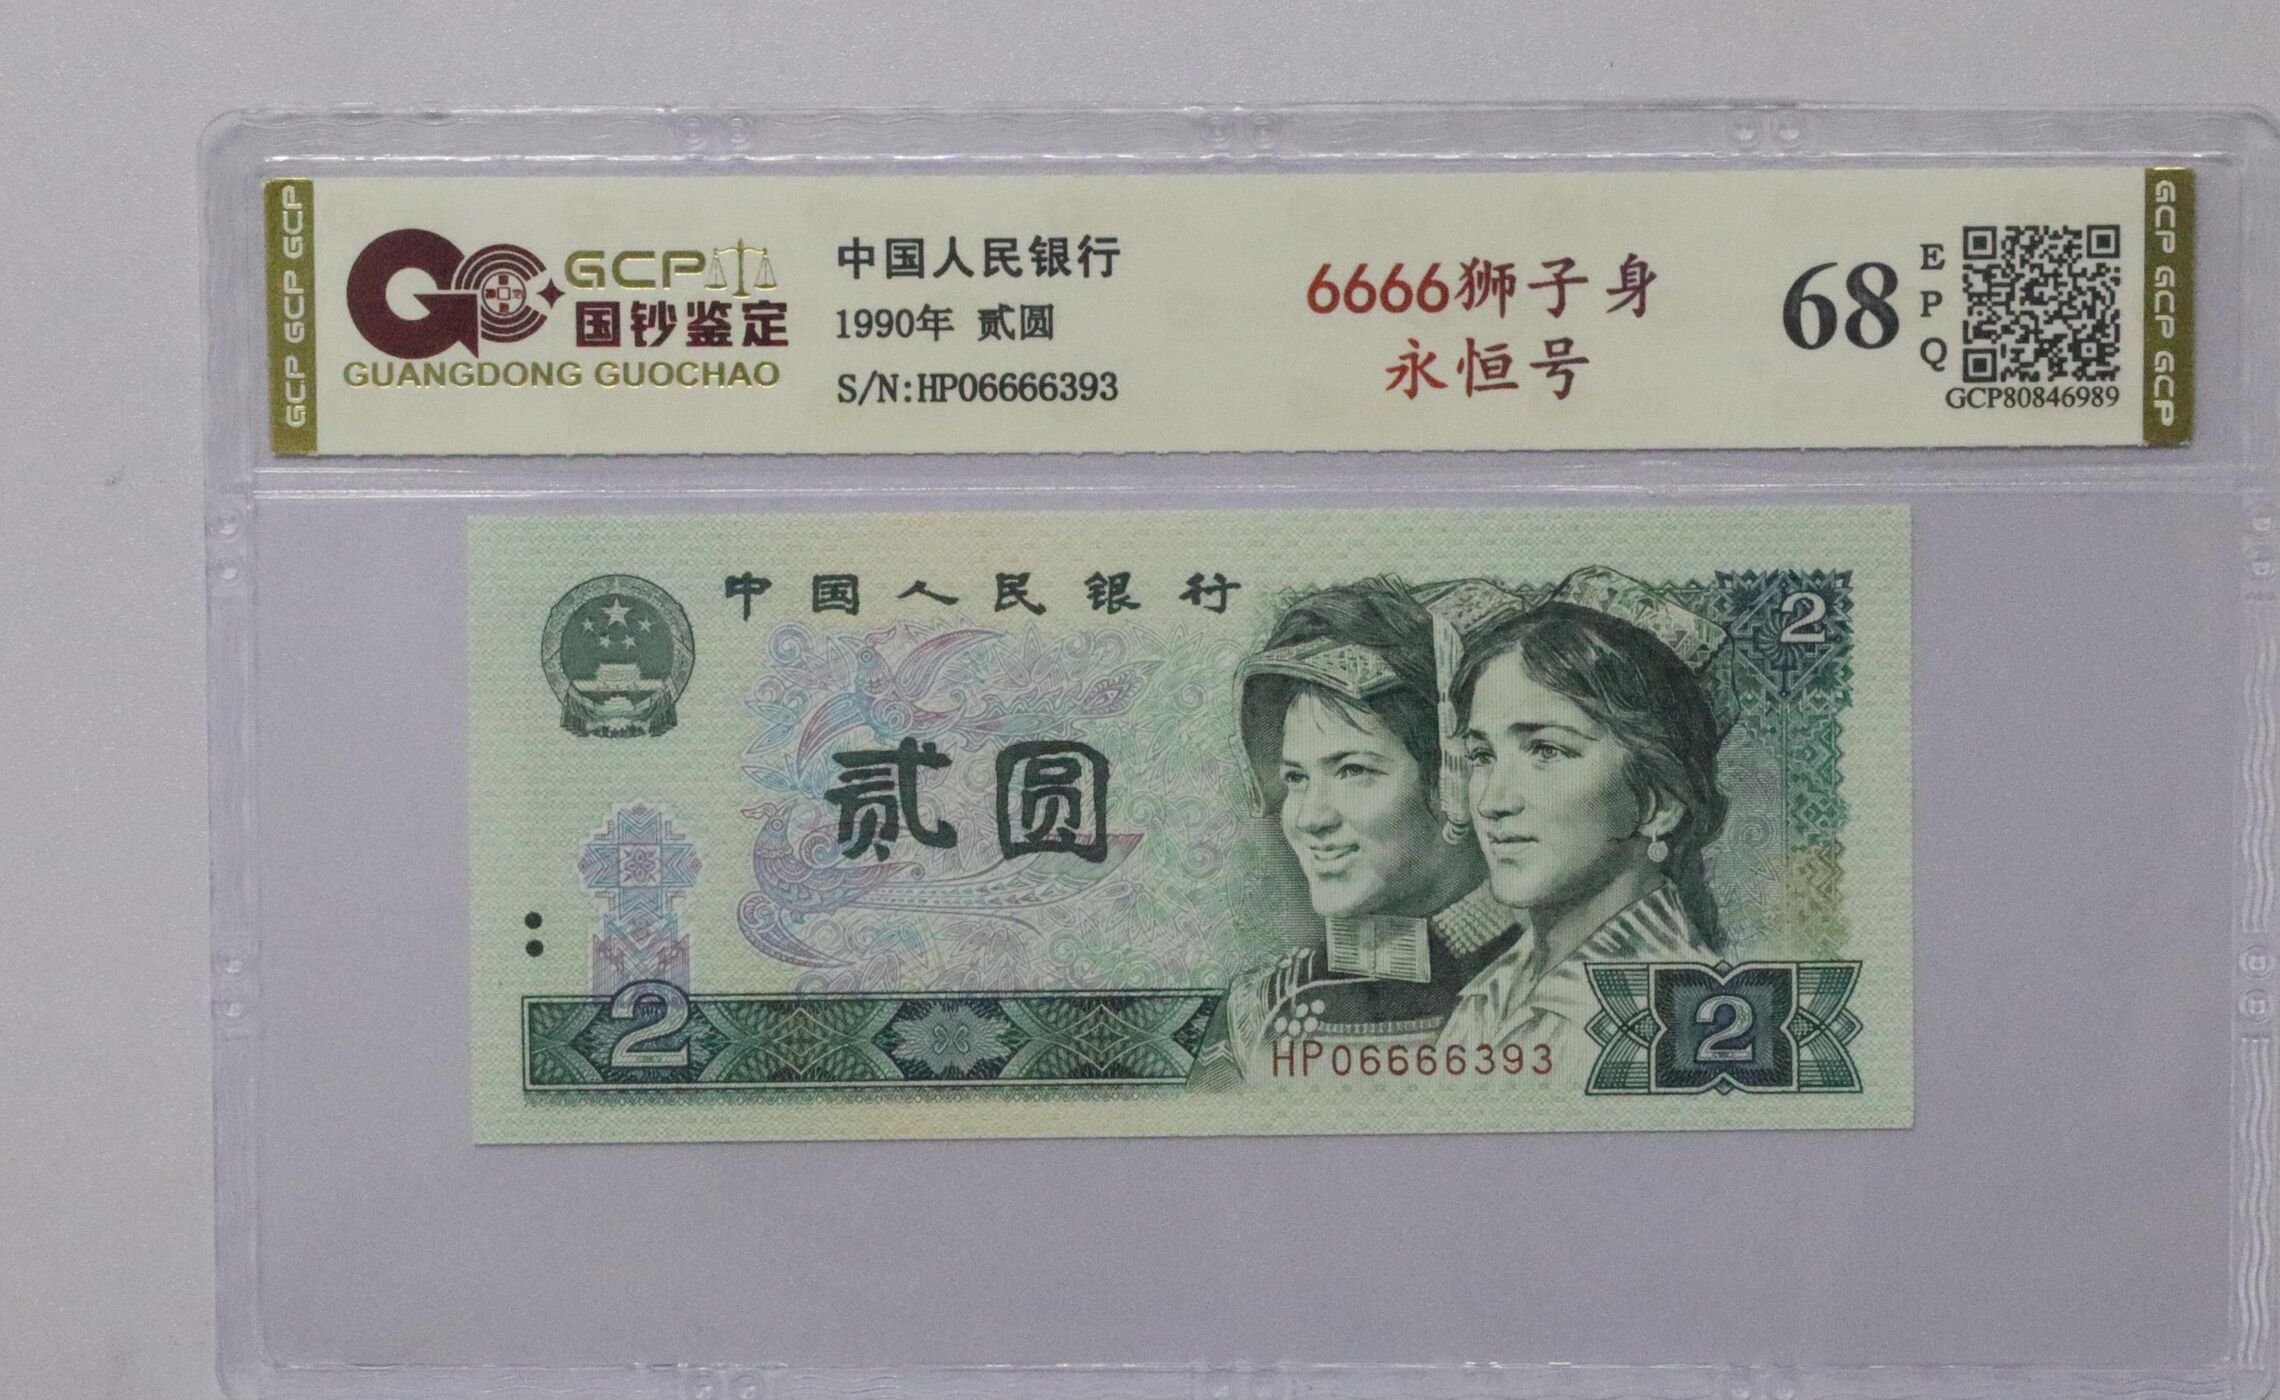 GCP GCP GCP
GCP
国钞鉴定
GUANGDONG GUOCHAO
中国人民银行
1990年 贰圆
S/N:HP06666393
6666狮子身
永恒号
68
EPQ
GCP80846989
GCP GCP GCP
中国人民银行
2
贰圆
2
HP06666393
2